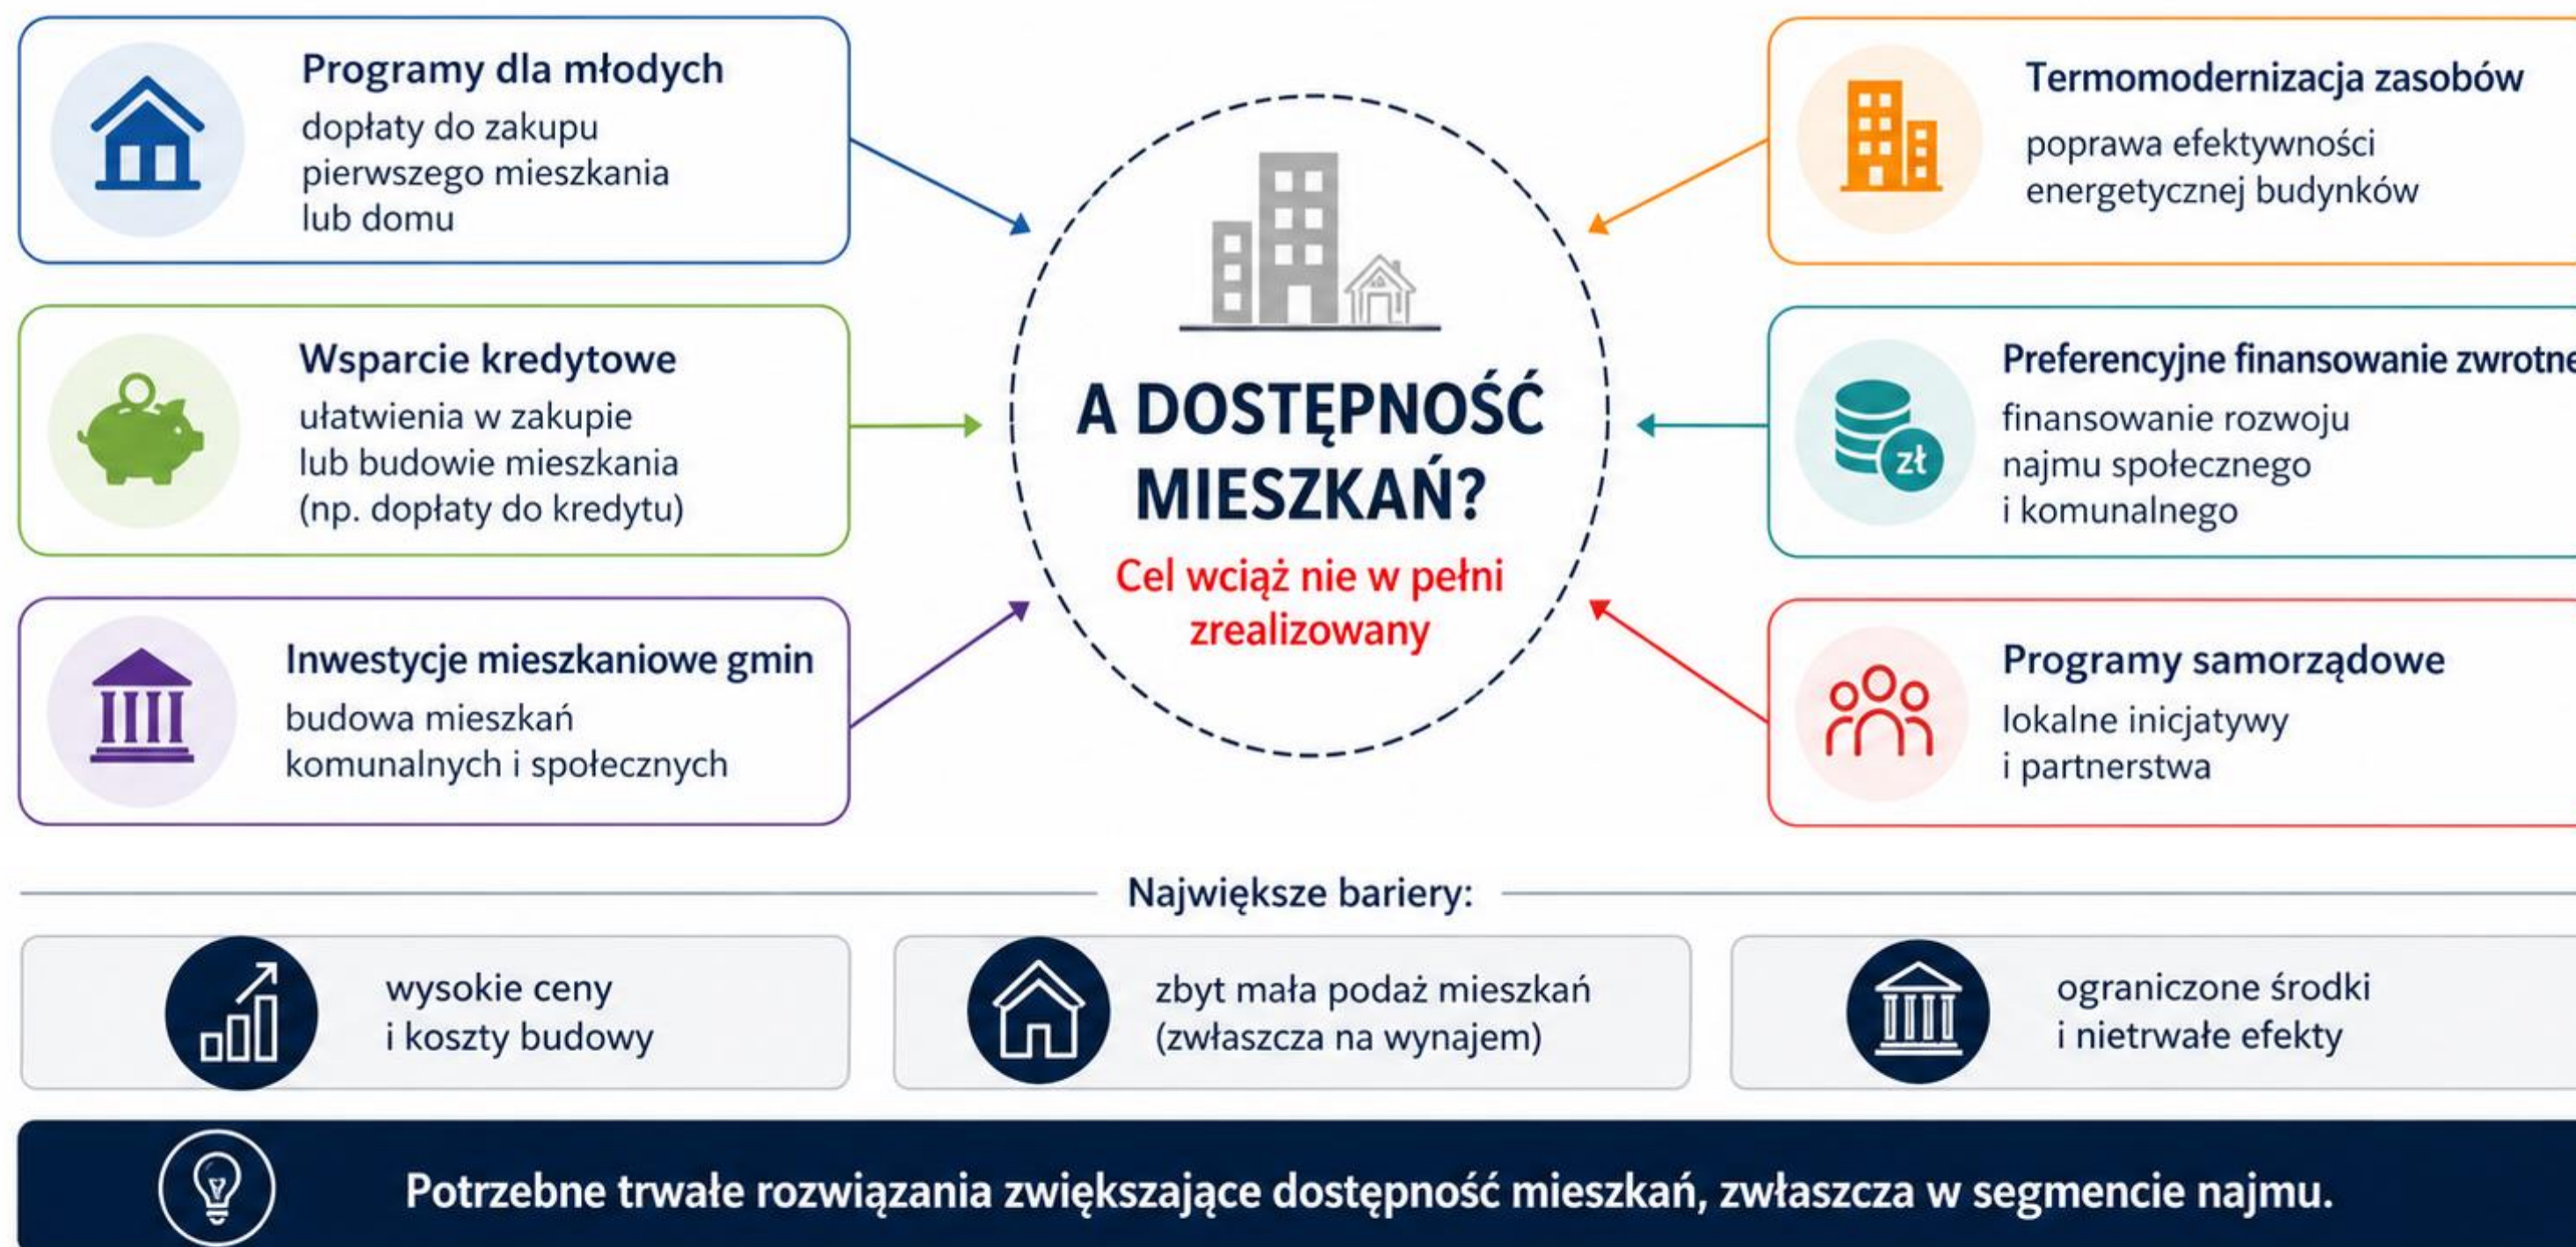 Programy dla młodych
dopłaty do zakupu
pierwszego mieszkania
lub domu
Wsparcie kredytowe
ułatwienia w zakupie
lub budowie mieszkania
(np. dopłaty do kredytu)
Inwestycje mieszkaniowe gmin
budowa mieszkań
komunalnych i społecznych
A DOSTĘPNOŚĆ
MIESZKAŃ?
Cel wciąż nie w pełni
zrealizowany
Termomodernizacja zasobów
poprawa efektywności
energetycznej budynków
Preferencyjne finansowanie zwrotne
zł
finansowanie rozwoju
najmu społecznego
i komunalnego
Programy samorządowe
lokalne inicjatywy
i partnerstwa
Największe bariery:
wysokie ceny
i koszty budowy
zbyt mała podaż mieszkań
(zwłaszcza na wynajem)
ograniczone środki
i nietrwałe efekty
Potrzebne trwałe rozwiązania zwiększające dostępność mieszkań, zwłaszcza w segmencie najmu.